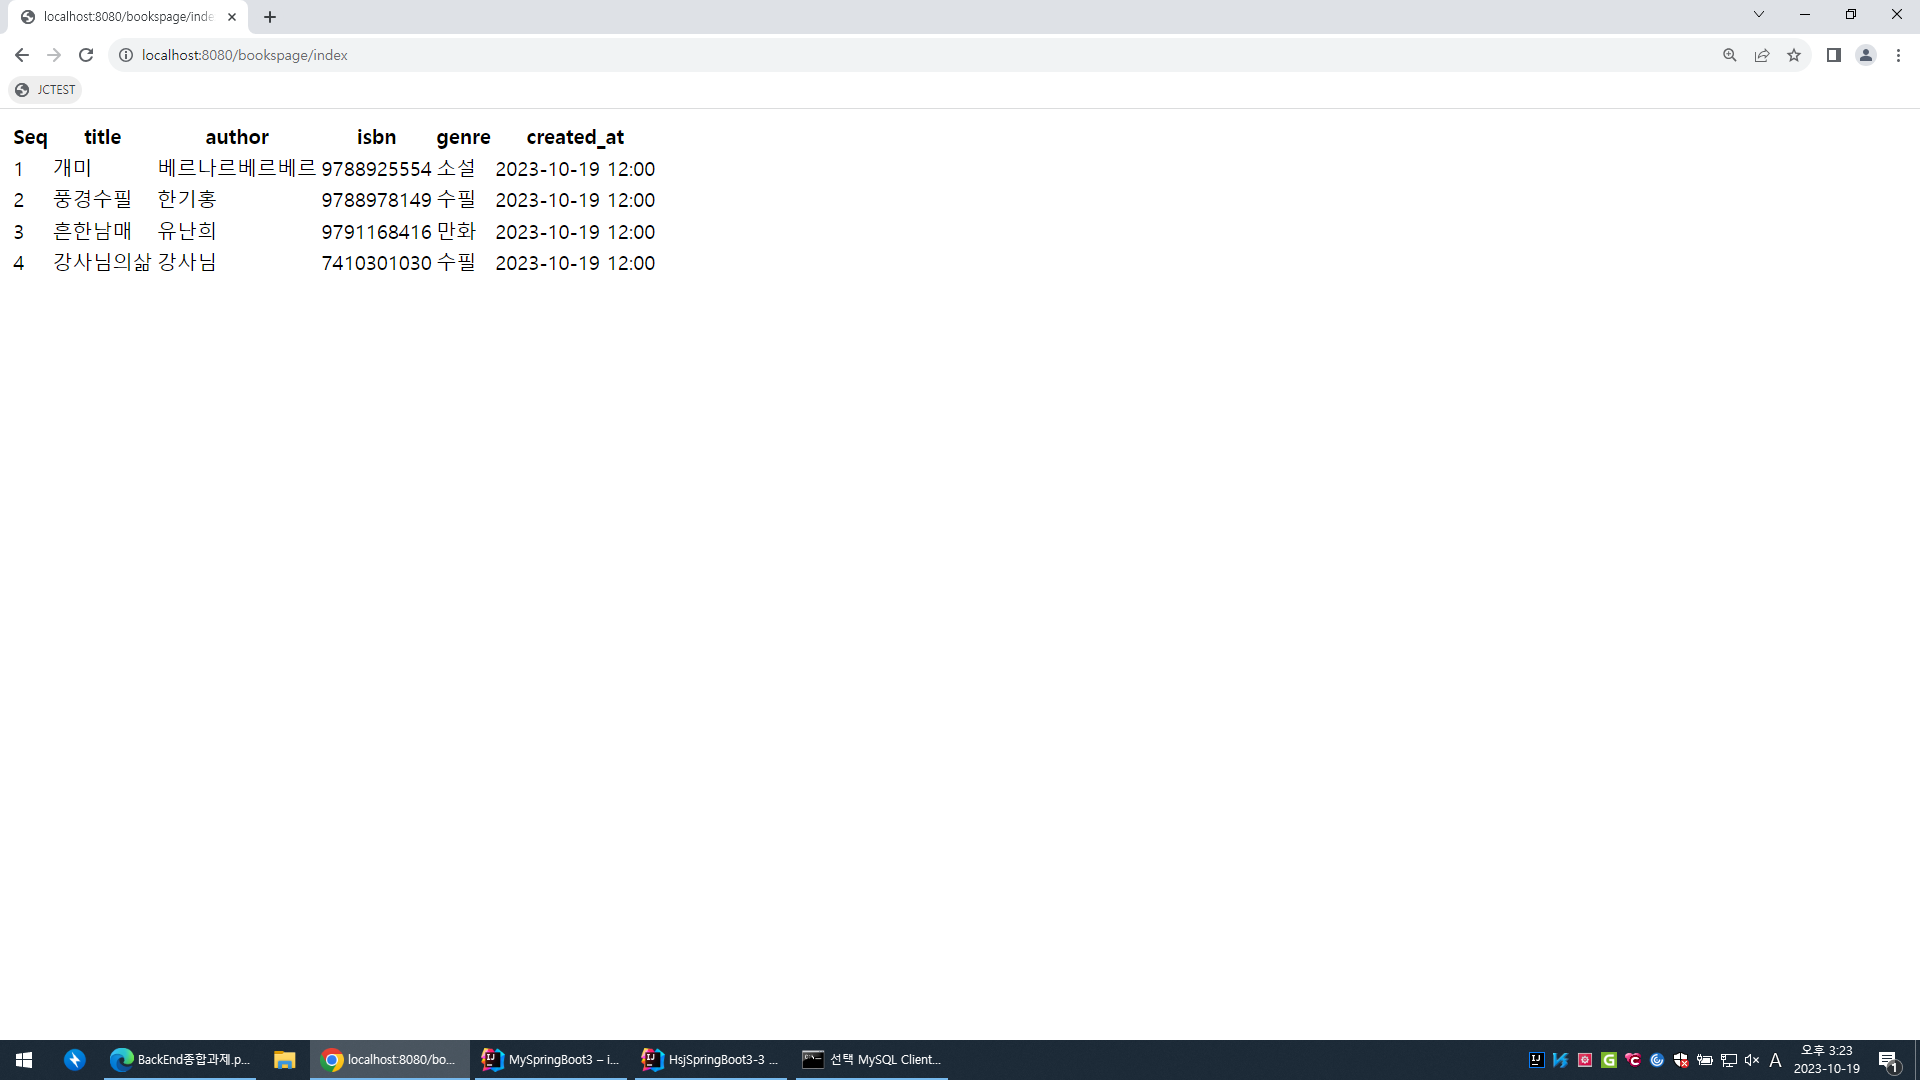 localhost:8080/bookspage/inde
localhost:8080/bookspage/index
JCTEST
Seq title author isbn genre created_at
1 개미 베르나르베르베르 9788925554 소설 2023-10-19 12:00
2 풍경수필 한기홍 9788978149 수필 2023-10-19 12:00
3 흔한남매 유난희 9791168416 만화 2023-10-19 12:00
4 강사님의삶 강사님 7410301030 수필 2023-10-19 12:00
BackEnd종합과제.p... localhost:8080/bo... MySpringBoot3 – i... HsjSpringBoot3-3 ... 선택 MySQL Client... A 오후 3:23
2023-10-19 1